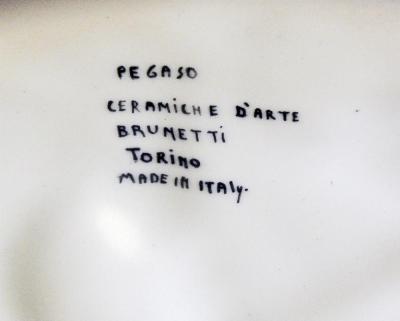 PEGASO
CERAMICHE D'ARTE
BRUNETTI
TORiNO
MADE IN ITALy.